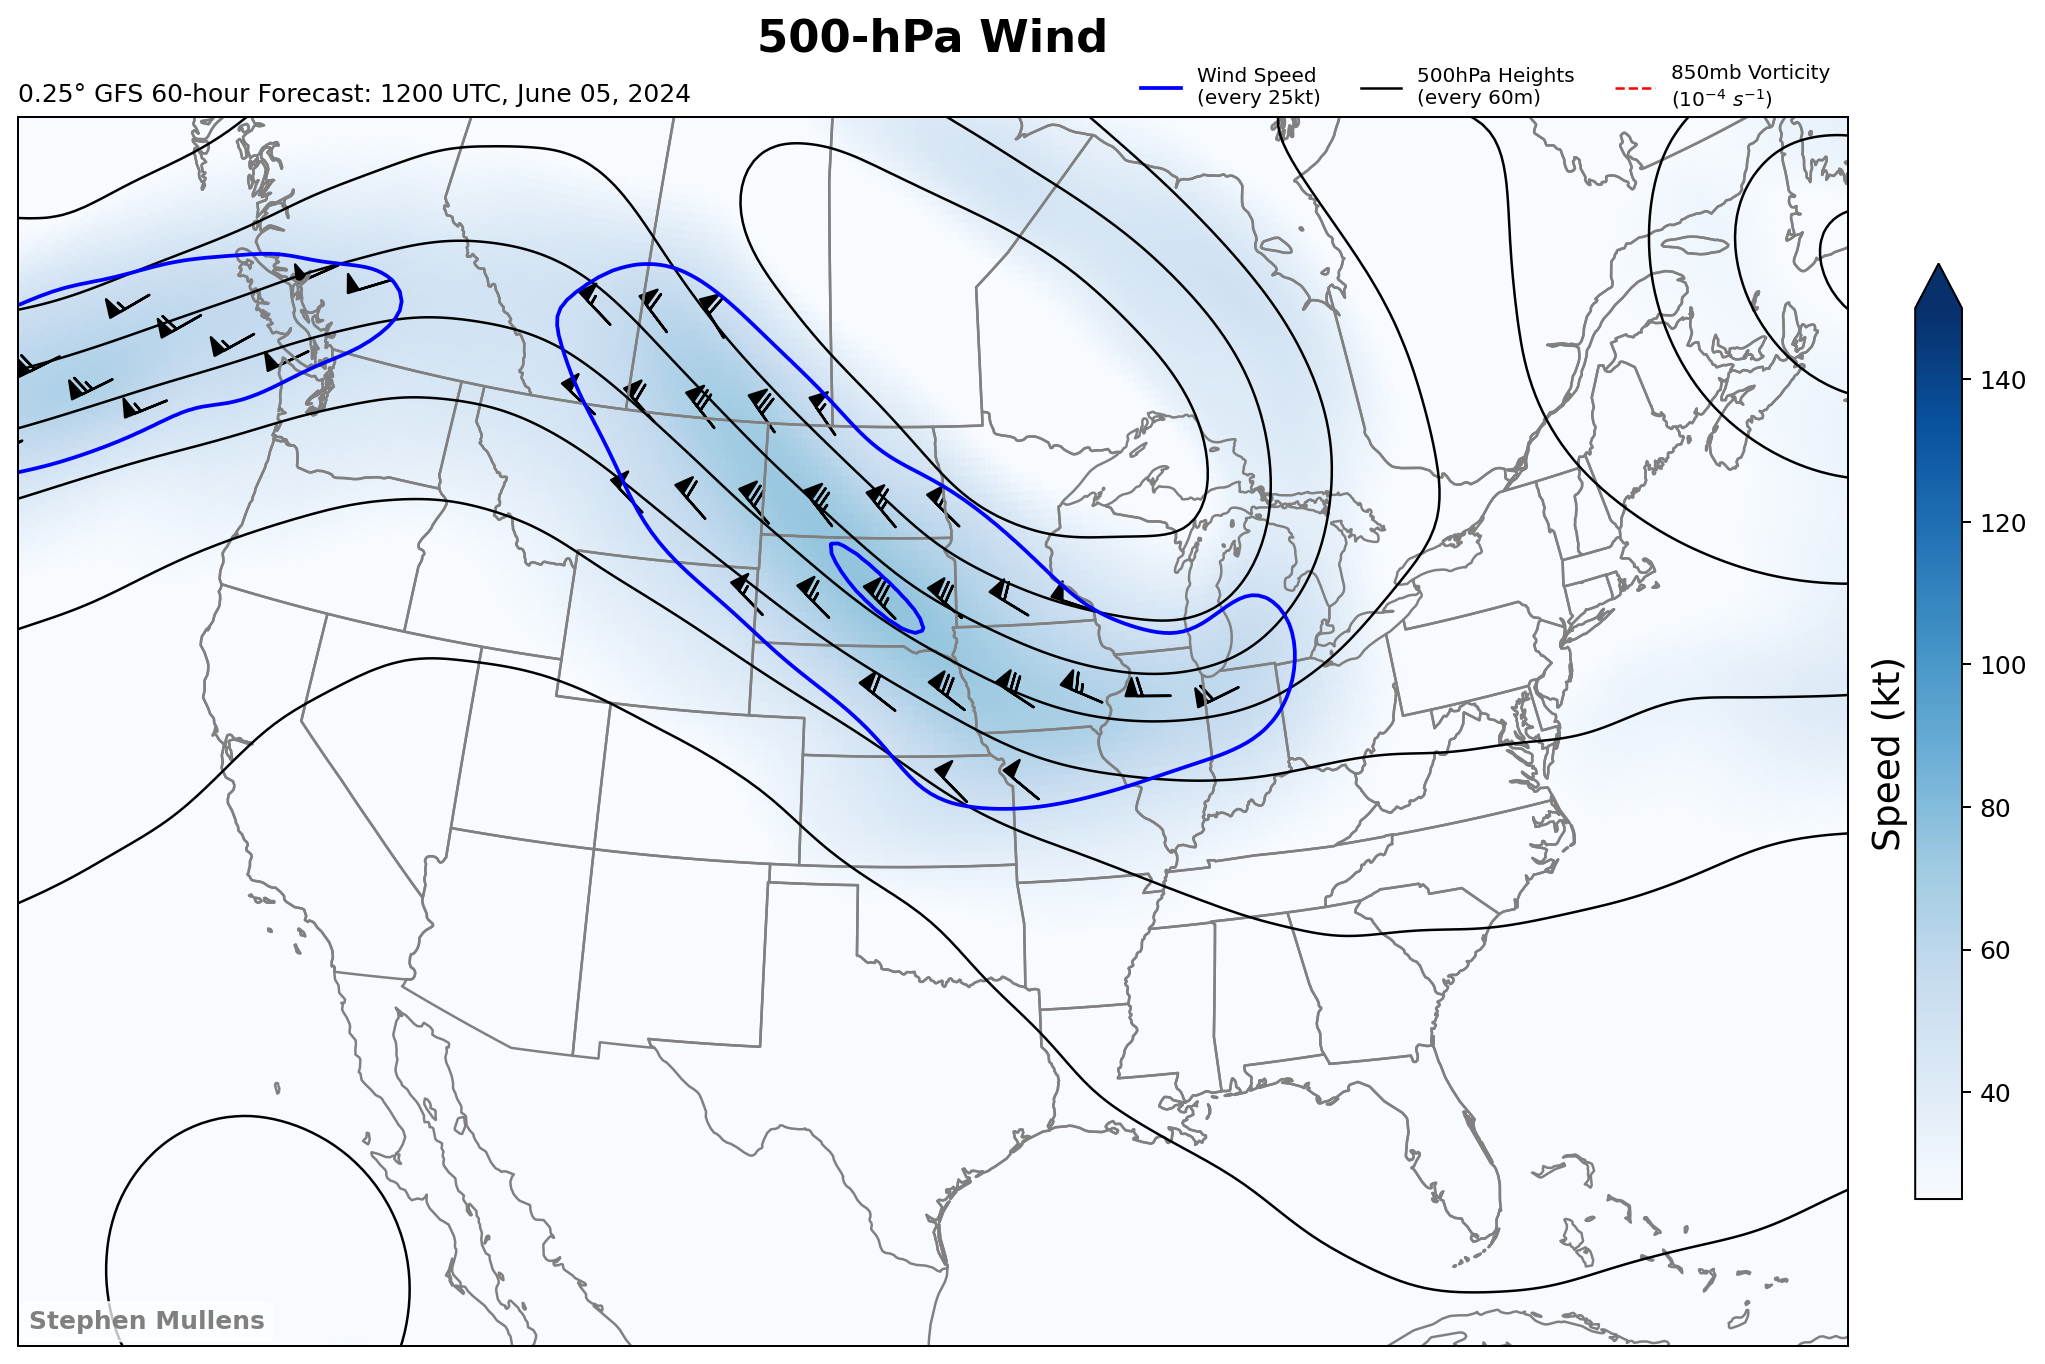 500-hPa Wind
0.25° GFS 60-hour Forecast: 1200 UTC, June 05, 2024
Wind Speed
(every 25kt)
500hPa Heights
(every 60m)
850mb Vorticity
(10⁻⁴ s⁻¹)
140
120
100
80
60
40
Speed (kt)
Stephen Mullens